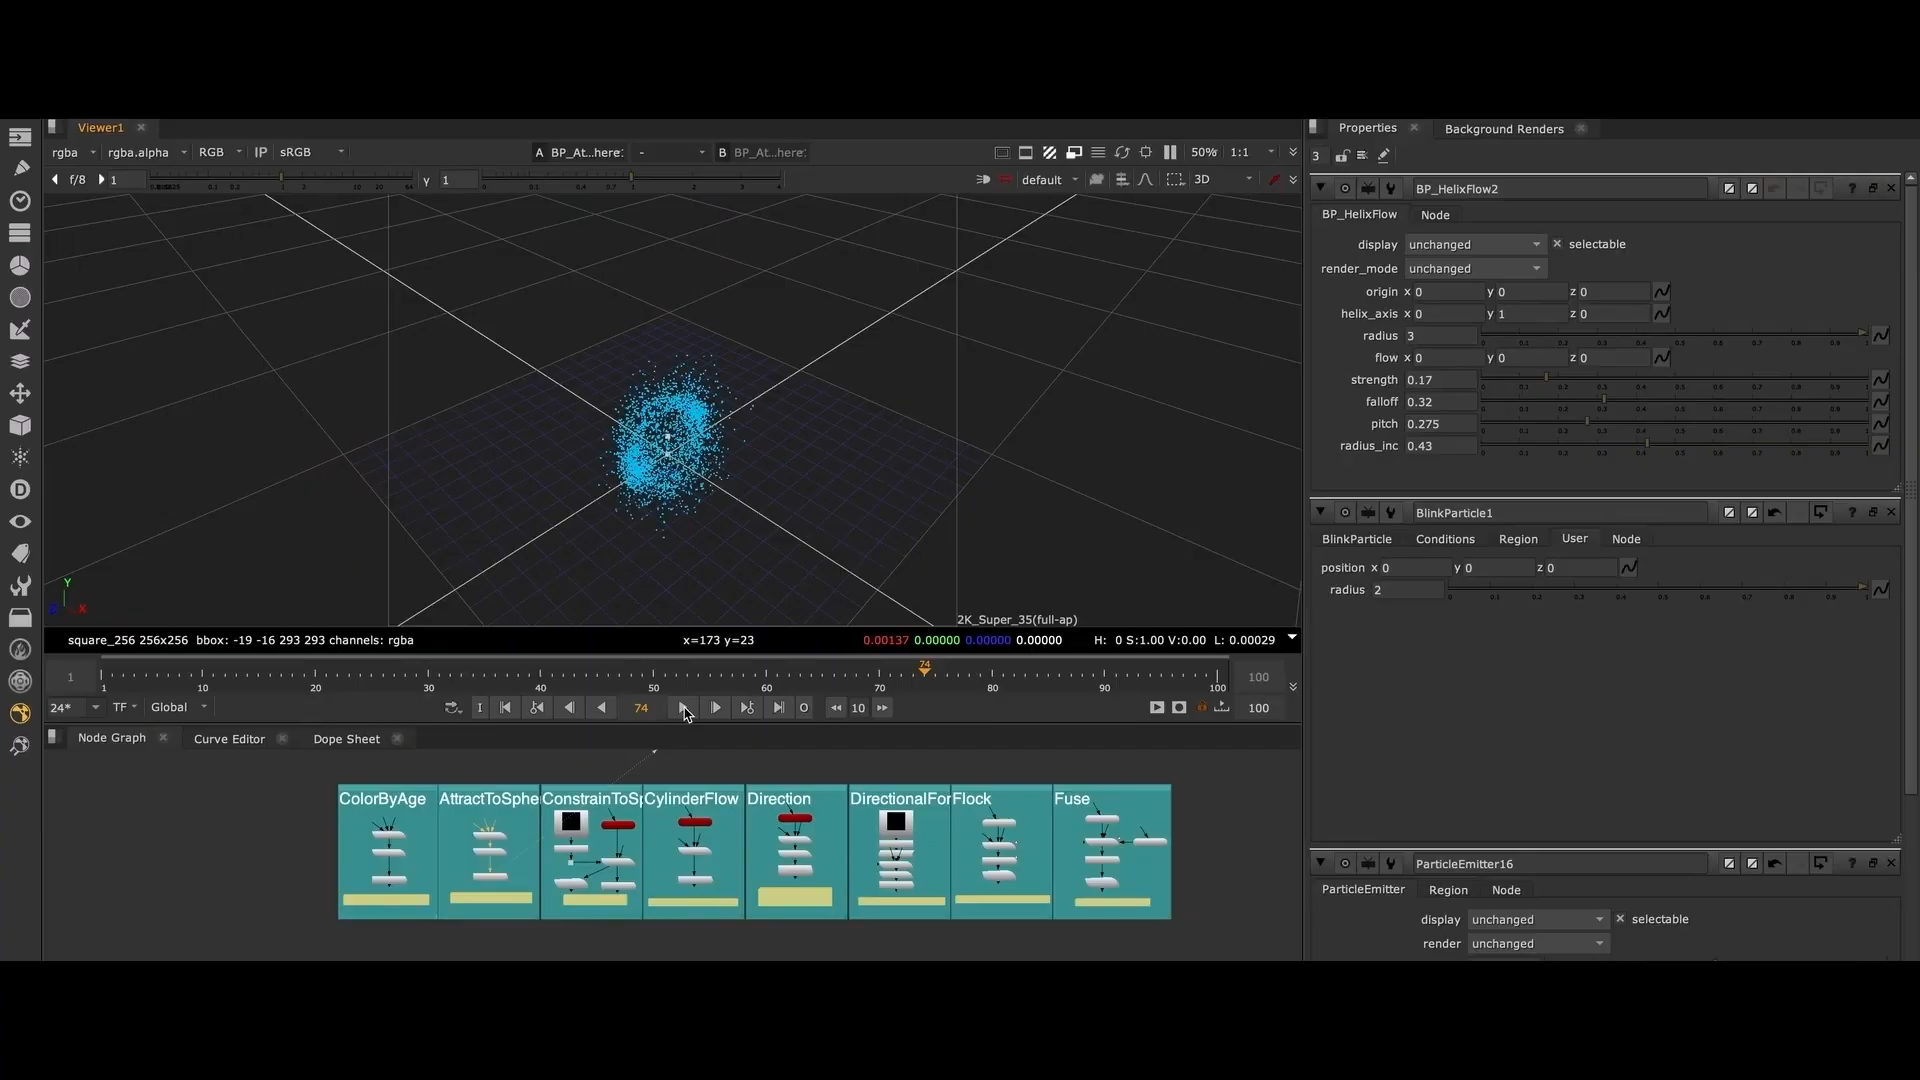 Viewer1
Properties
Background Renders
rgba rgba.alpha RGB IP sRGB A BP_At...here: - B BP_At...here: 50% 1:1
3
f/8 1 γ 1 default 3D
BP_HelixFlow2
BP_HelixFlow Node
display unchanged selectable
render_mode unchanged
origin x 0 y 0 z 0
helix_axis x 0 y 1 z 0
radius 3
flow x 0 y 0 z 0
strength 0.17
falloff 0.32
pitch 0.275
radius_inc 0.43
BlinkParticle1
BlinkParticle Conditions Region User Node
position x 0 y 0 z 0
radius 2
Y
Z X
2K_Super_35(full-ap)
square_256 256x256 bbox: -19 -16 293 293 channels: rgba x=173 y=23 0.00137 0.00000 0.00000 0.00000 H: 0 S:1.00 V:0.00 L: 0.00029
74
1 100
1 10 20 30 40 50 60 70 80 90 100
24* TF Global I 74 O 10 100
Node Graph Curve Editor Dope Sheet
ColorByAge AttractToSphe ConstrainToSp CylinderFlow Direction DirectionalFor Flock Fuse
ParticleEmitter16
ParticleEmitter Region Node
display unchanged selectable
render unchanged